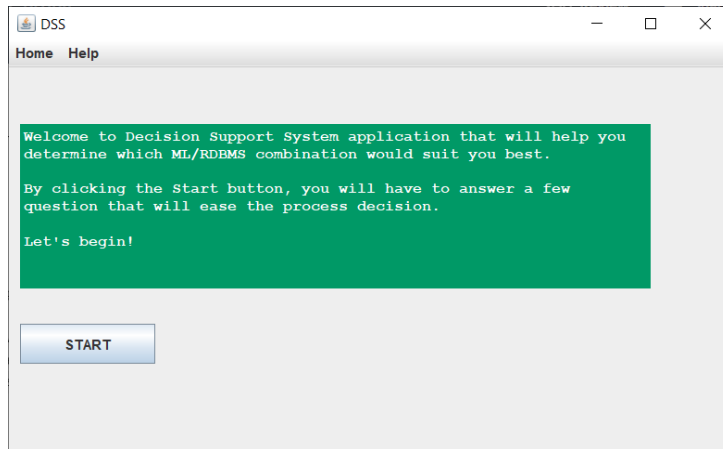 DSS
Home Help
Welcome to Decision Support System application that will help you
determine which ML/RDBMS combination would suit you best.
By clicking the Start button, you will have to answer a few
question that will ease the process decision.
Let's begin!
START